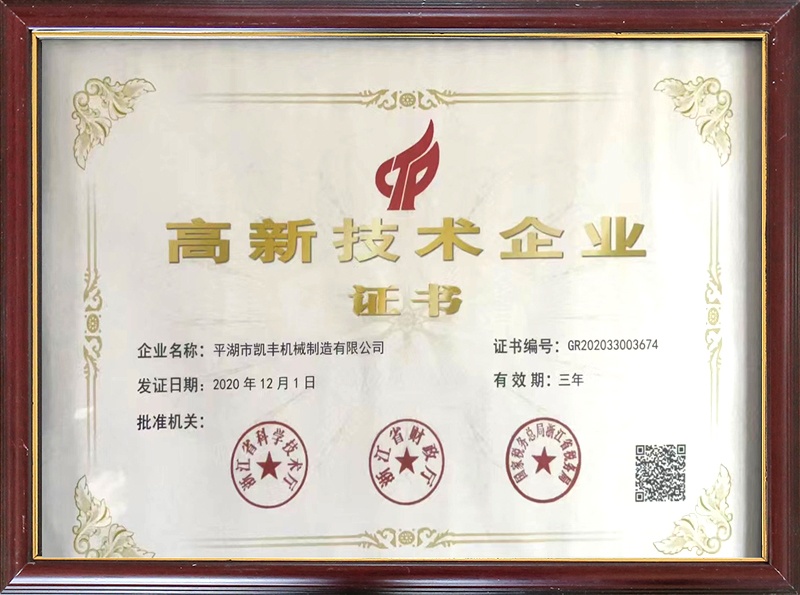 CTP
高新技术企业
证书
企业名称：平湖市凯丰机械制造有限公司
证书编号：GR202033003674
发证日期：2020年12月1日
有效期：三年
批准机关：
浙江省科学技术厅
浙江省财政厅
国家税务总局浙江省税务局